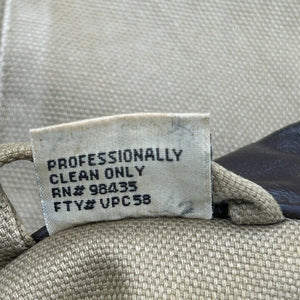 PROFESSIONALLY
CLEAN ONLY
RN# 98435
FTY# VPC58